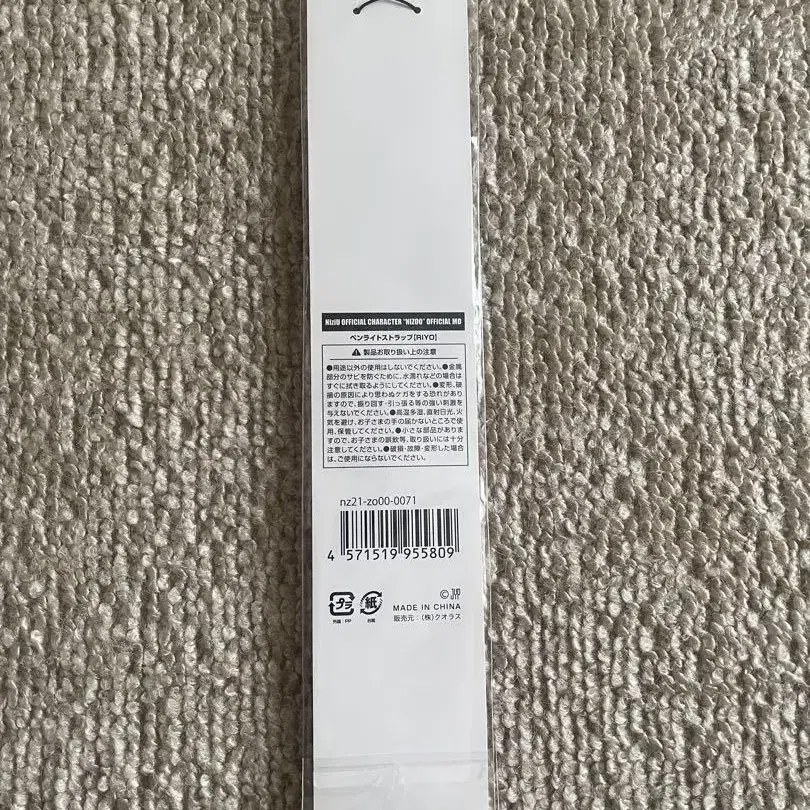 NiziU OFFICIAL CHARACTER "NIZOO" OFFICIAL MD
ペンライトストラップ[RIYO]
製品お取り扱い上の注意
●用途以外の使用はしないでください。●金属
部分のサビを防ぐために、水濡れなどの場合は
すぐに拭き取るようにしてください。●変形、破
損の原因により思わぬケガをする恐れがあり
ますので、振り回す・引っ張る等の強い刺激を
与えないでください。●高温多湿、直射日光、火
気を避け、お子さまの手の届かないところで使
用、保管してください。●小さな部品がありま
すので、お子さまの誤飲等、取り扱いには十分
注意してください。●破損・故障・変形した場合
は、ご使用にならないでください。
nz21-zo00-0071
4 571519 955809
プラ 紙
外箱:PP 台紙
© JYP
MADE IN CHINA
販売元:(株)クオラス